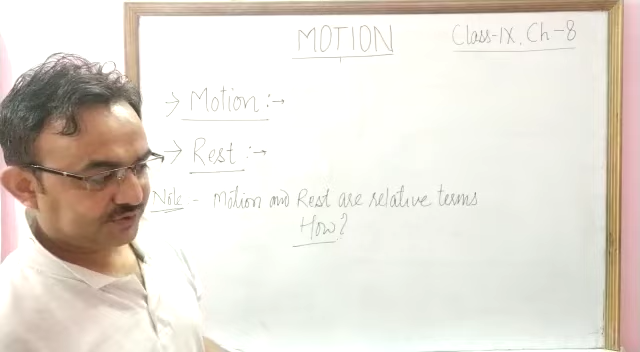 MOTION
Class-IX, Ch-8
→ Motion :-→
→ Rest :-→
Note - Motion and Rest are relative terms
How?